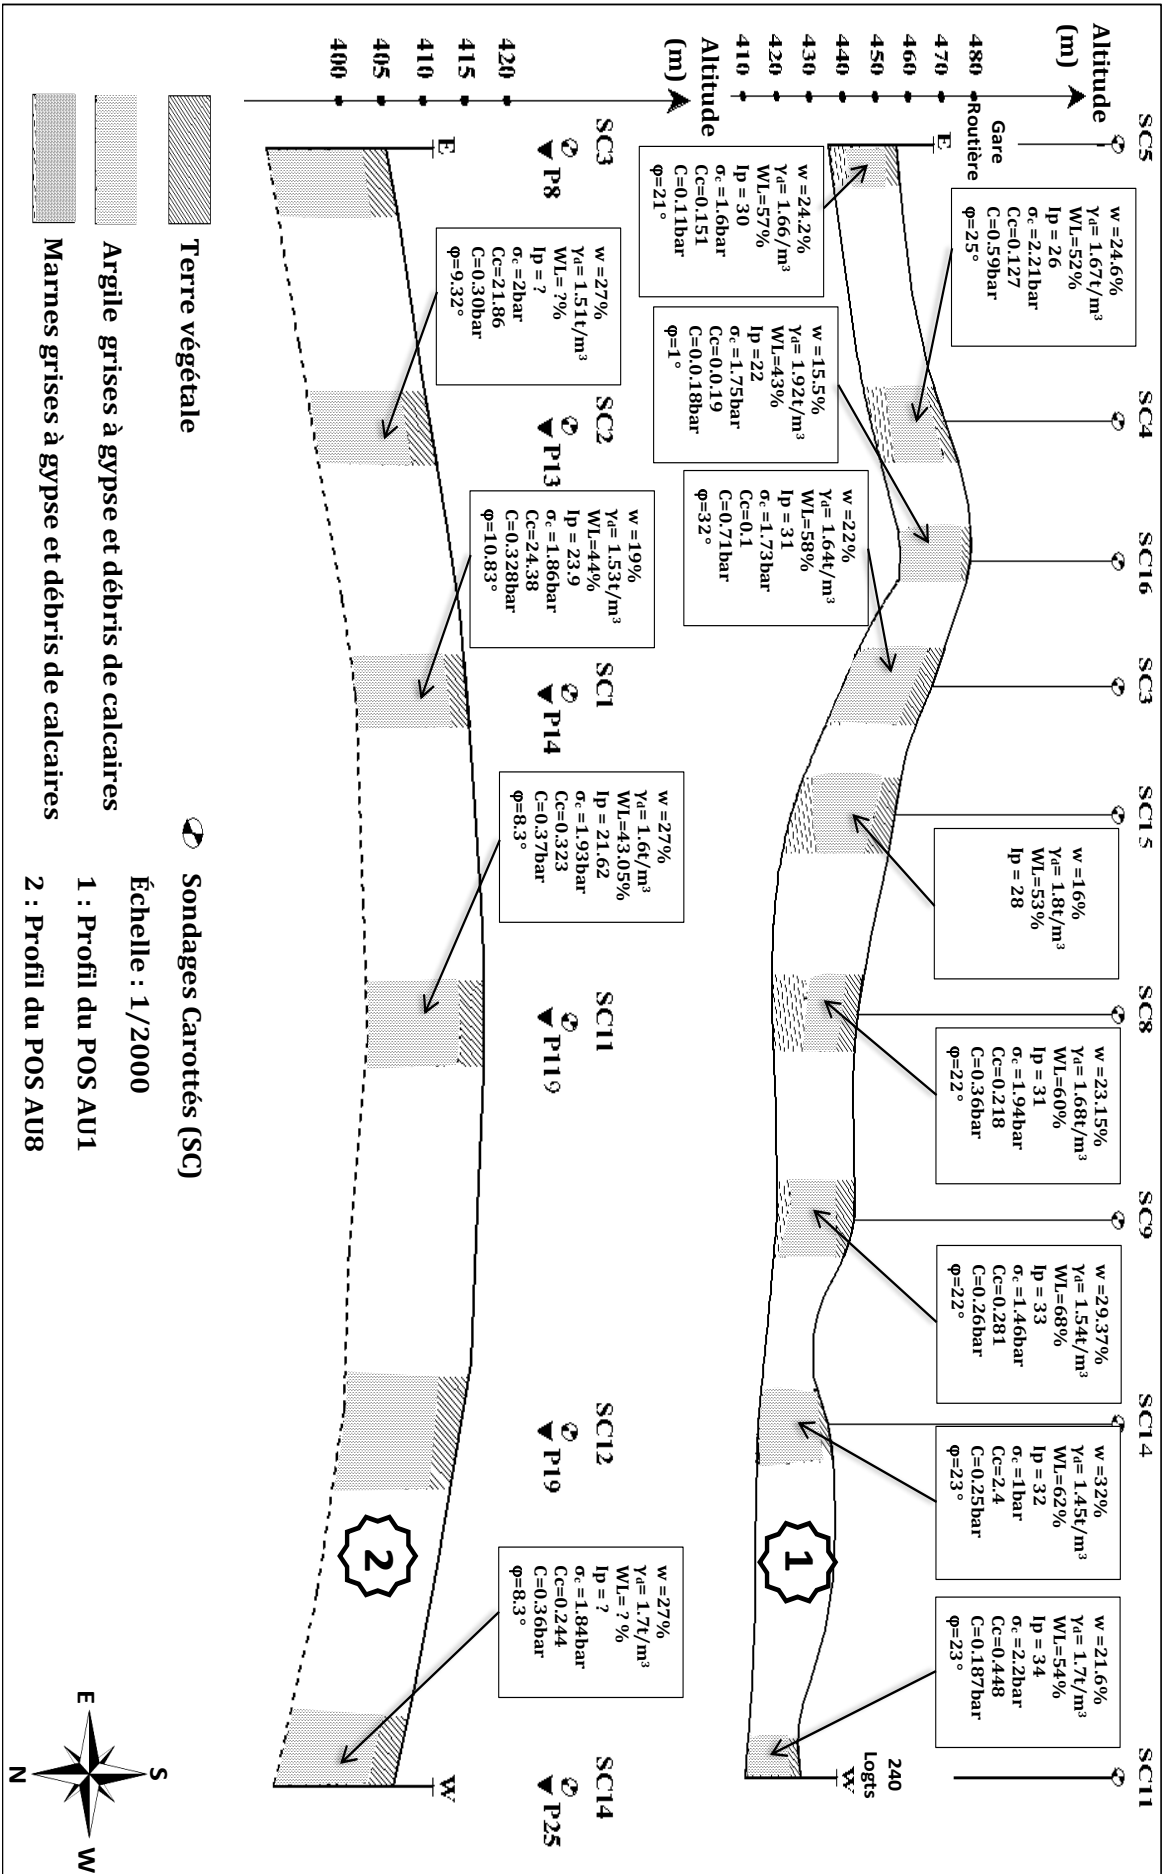 Altitude
(m)
480
470
460
450
440
430
420
410
Gare
Routière
E
SC5
SC4
SC16
SC3
SC15
SC8
SC9
SC14
SC11
w =24.6%
γd= 1.67t/m³
WL=52%
Ip = 26
σc =2.21bar
Cc=0.127
C=0.59bar
φ=25°
w =16%
γd= 1.8t/m³
WL=53%
Ip = 28
w =23.15%
γd= 1.68t/m³
WL=60%
Ip = 31
σc =1.94bar
Cc=0.218
C=0.36bar
φ=22°
w =29.37%
γd= 1.54t/m³
WL=68%
Ip = 33
σc =1.46bar
Cc=0.281
C=0.26bar
φ=22°
w =32%
γd= 1.45t/m³
WL=62%
Ip = 32
σc =1bar
Cc=2.4
C=0.25bar
φ=23°
w =21.6%
γd= 1.7t/m³
WL=54%
Ip = 34
σc =2.2bar
Cc=0.448
C=0.187bar
φ=23°
240
Logts
W
w =24.2%
γd= 1.66/m³
WL=57%
Ip = 30
σc =1.6bar
Cc=0.151
C=0.11bar
φ=21°
w =15.5%
γd= 1.92t/m³
WL=43%
Ip =22
σc =1.75bar
Cc=0.0.19
C=0.0.18bar
φ=1°
w =22%
γd= 1.64t/m³
WL=58%
Ip =31
σc =1.73bar
Cc=0.1
C=0.71bar
φ=32°
1
Altitude
(m)
420
415
410
405
400
E
SC3
P8
SC2
P13
SC1
P14
SC11
P119
SC12
P19
SC14
P25
w =27%
γd= 1.51t/m³
WL= ?%
Ip = ?
σc =2bar
Cc=21.86
C=0.30bar
φ=9.32°
w =19%
γd= 1.53t/m³
WL=44%
Ip = 23.9
σc =1.86bar
Cc=24.38
C=0.328bar
φ=10.83°
w =27%
γd= 1.6t/m³
WL=43.05%
Ip = 21.62
σc =1.93bar
Cc=0.323
C=0.37bar
φ=8.3°
w =27%
γd= 1.7t/m³
WL= ? %
Ip = ?
σc =1.84bar
Cc=0.244
C=0.36bar
φ=8.3°
W
2
Terre végétale
Argile grises à gypse et débris de calcaires
Marnes grises à gypse et débris de calcaires
Sondages Carottés (SC)
Échelle : 1/2000
1 : Profil du POS AU1
2 : Profil du POS AU8
S
E
W
N